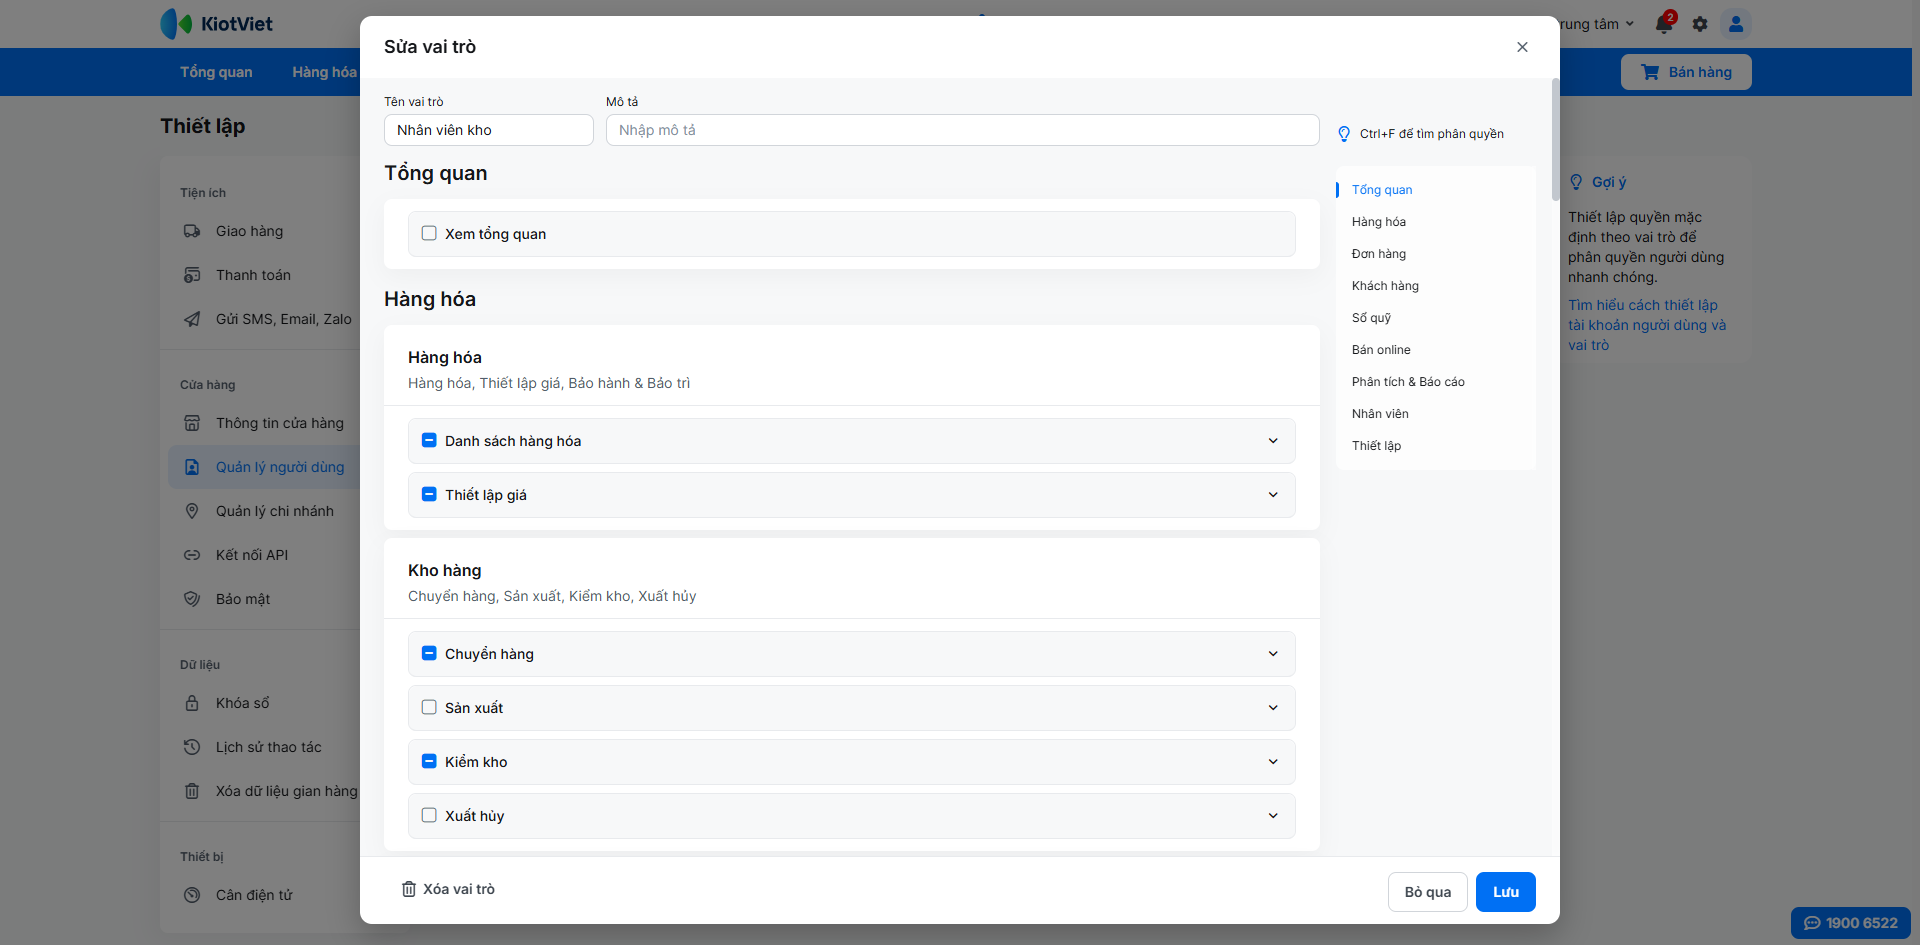 KiotViet
rung tâm
2
Tổng quan
Hàng hóa
Bán hàng
Thiết lập
Tiện ích
Giao hàng
Thanh toán
Gửi SMS, Email, Zalo
Cửa hàng
Thông tin cửa hàng
Quản lý người dùng
Quản lý chi nhánh
Kết nối API
Bảo mật
Dữ liệu
Khóa sổ
Lịch sử thao tác
Xóa dữ liệu gian hàng
Thiết bị
Cân điện tử
Sửa vai trò
Tên vai trò
Mô tả
Nhân viên kho
Nhập mô tả
Ctrl+F để tìm phân quyền
Tổng quan
Xem tổng quan
Hàng hóa
Hàng hóa
Hàng hóa, Thiết lập giá, Bảo hành & Bảo trì
Danh sách hàng hóa
Thiết lập giá
Kho hàng
Chuyển hàng, Sản xuất, Kiểm kho, Xuất hủy
Chuyển hàng
Sản xuất
Kiểm kho
Xuất hủy
Tổng quan
Hàng hóa
Đơn hàng
Khách hàng
Sổ quỹ
Bán online
Phân tích & Báo cáo
Nhân viên
Thiết lập
Xóa vai trò
Bỏ qua
Lưu
Gợi ý
Thiết lập quyền mặc
định theo vai trò để
phân quyền người dùng
nhanh chóng.
Tìm hiểu cách thiết lập
tài khoản người dùng và
vai trò
1900 6522